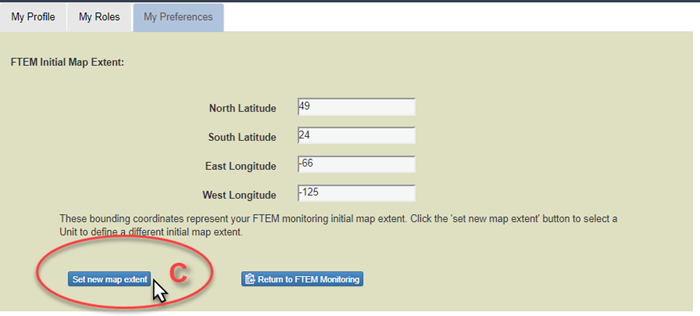 My Profile My Roles My Preferences
FTEM Initial Map Extent:
North Latitude 49
South Latitude 24
East Longitude -66
West Longitude -125
These bounding coordinates represent your FTEM monitoring initial map extent. Click the 'set new map extent' button to select a
Unit to define a different initial map extent.
Set new map extent C Return to FTEM Monitoring